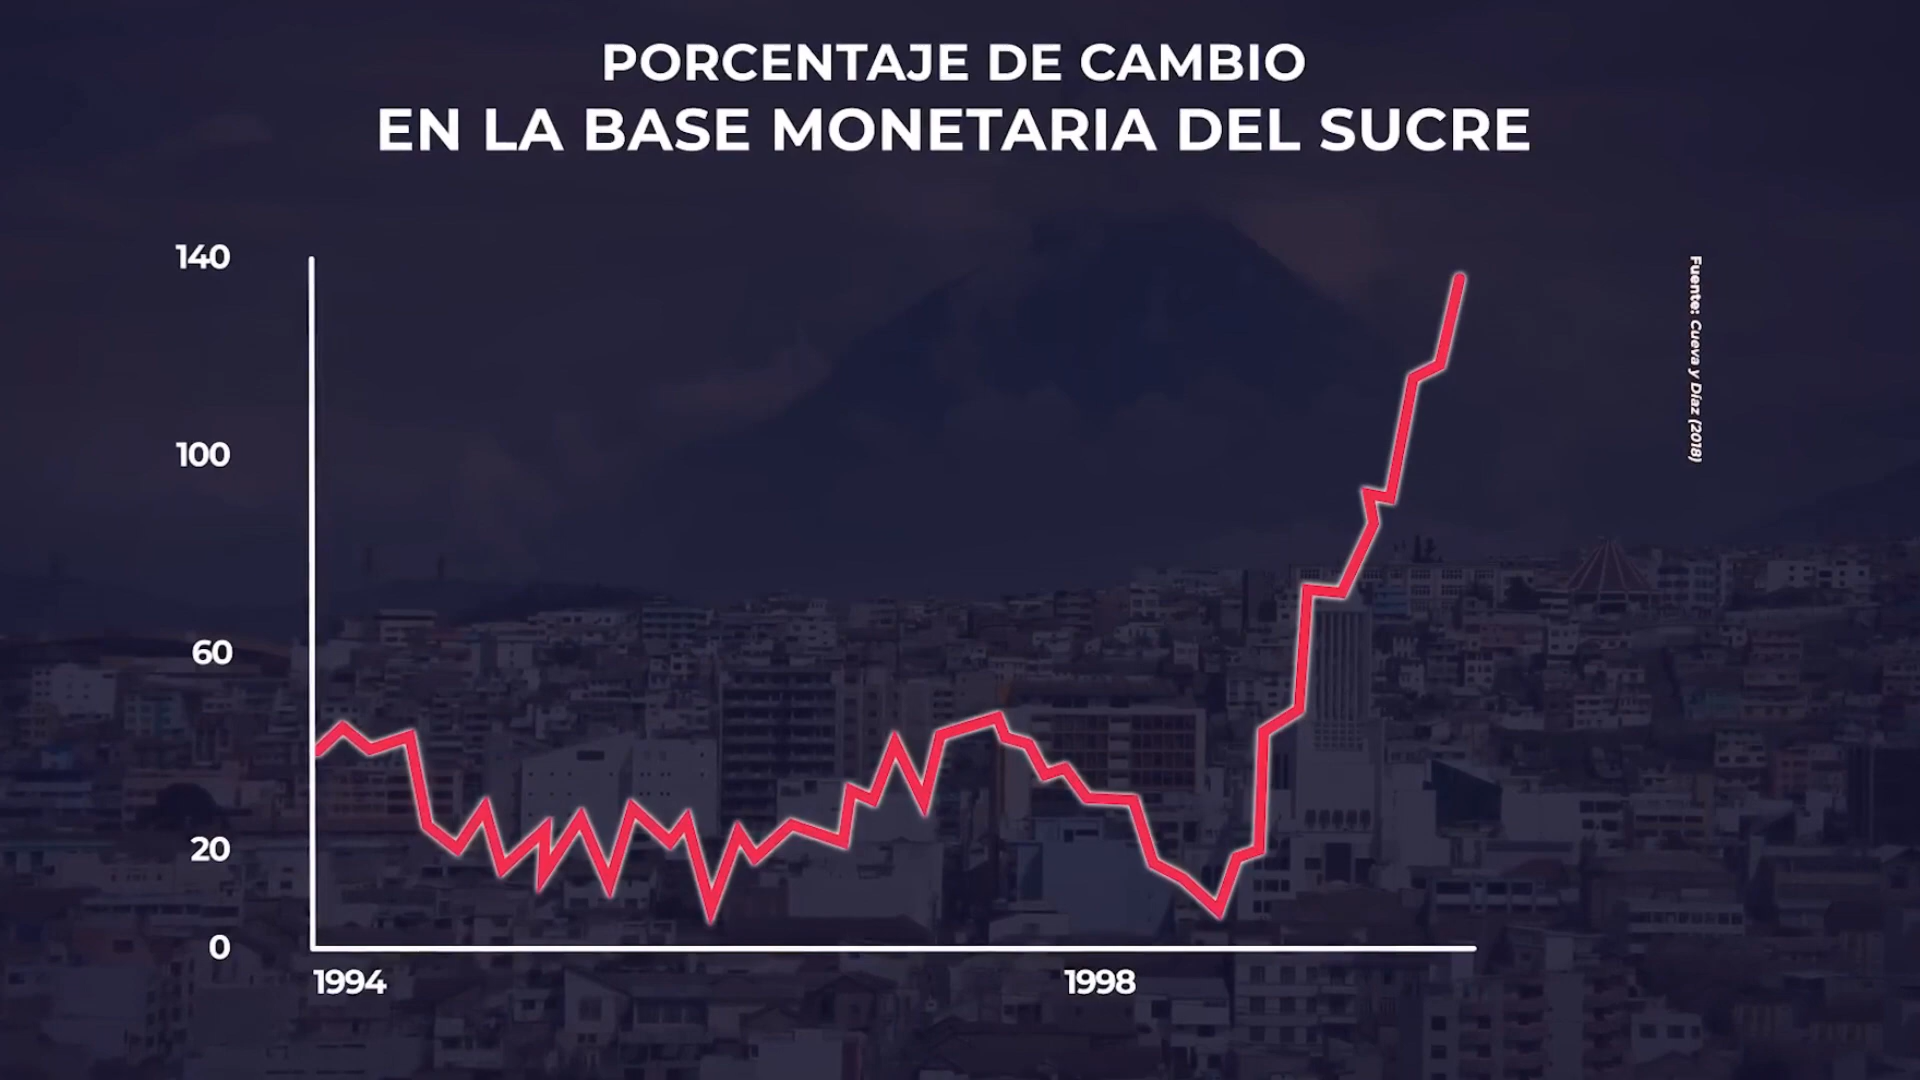 PORCENTAJE DE CAMBIO
EN LA BASE MONETARIA DEL SUCRE
140
100
60
20
0
1994
1998
Fuente: Cueva y Díaz (2018)